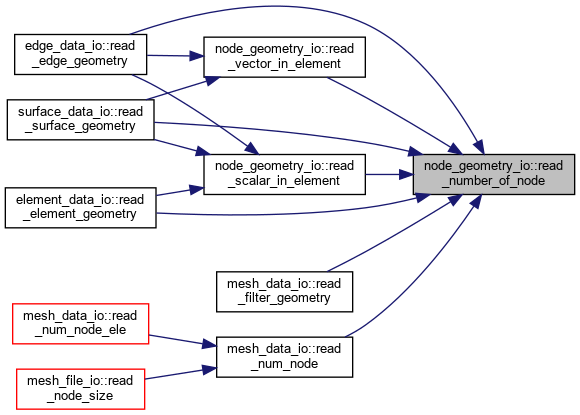 edge_data_io::read
_edge_geometry
node_geometry_io::read
_vector_in_element
surface_data_io::read
_surface_geometry
node_geometry_io::read
_scalar_in_element
node_geometry_io::read
_number_of_node
element_data_io::read
_element_geometry
mesh_data_io::read
_filter_geometry
mesh_data_io::read
_num_node_ele
mesh_data_io::read
_num_node
mesh_file_io::read
_node_size